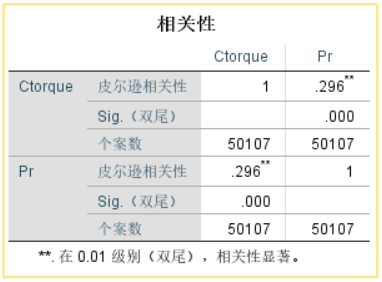 相关性
Ctorque Pr
Ctorque 皮尔逊相关性 1 .296**
Sig.（双尾） .000
个案数 50107 50107
Pr 皮尔逊相关性 .296** 1
Sig.（双尾） .000
个案数 50107 50107
**. 在 0.01 级别（双尾），相关性显著。